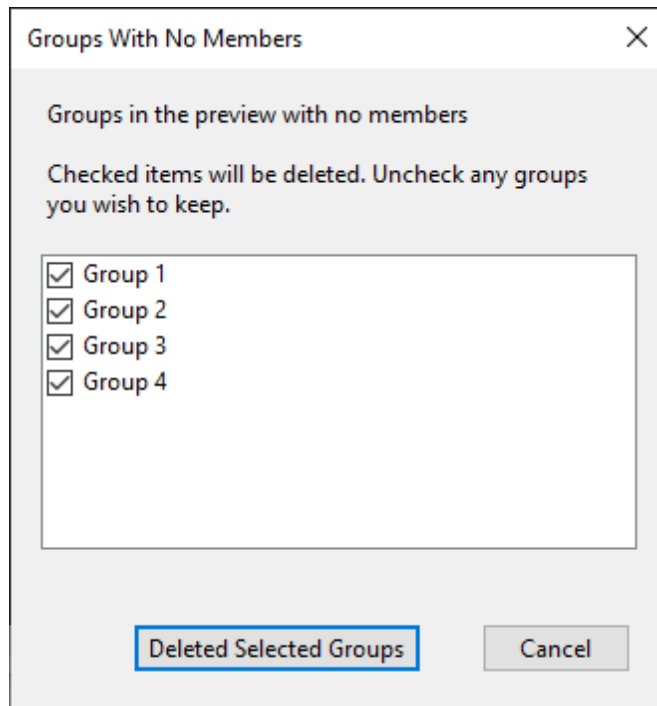 Groups With No Members
Groups in the preview with no members
Checked items will be deleted. Uncheck any groups
you wish to keep.
Group 1
Group 2
Group 3
Group 4
Deleted Selected Groups
Cancel